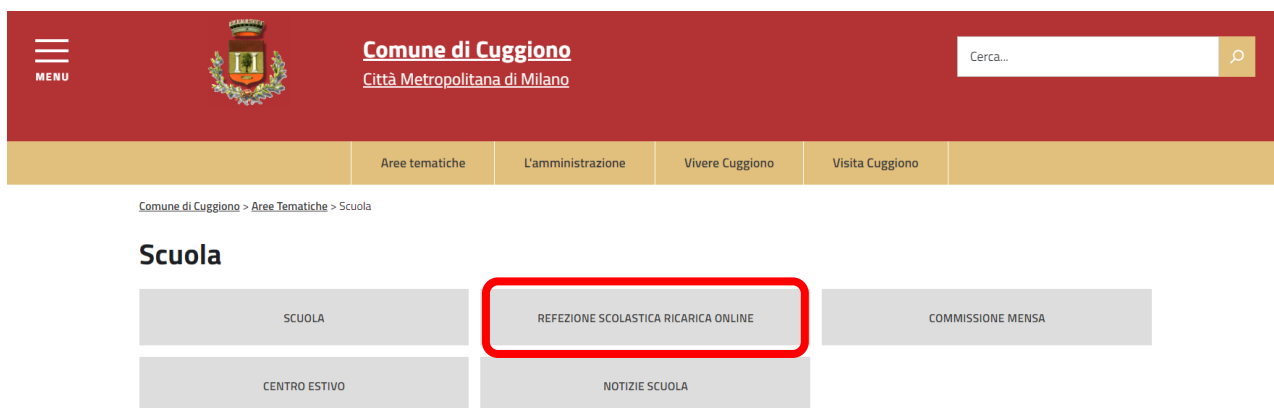 MENU
Comune di Cuggiono
Città Metropolitana di Milano
Cerca...
Aree tematiche
L'amministrazione
Vivere Cuggiono
Visita Cuggiono
Comune di Cuggiono > Aree Tematiche > Scuola
Scuola
SCUOLA
REFEZIONE SCOLASTICA RICARICA ONLINE
COMMISSIONE MENSA
CENTRO ESTIVO
NOTIZIE SCUOLA